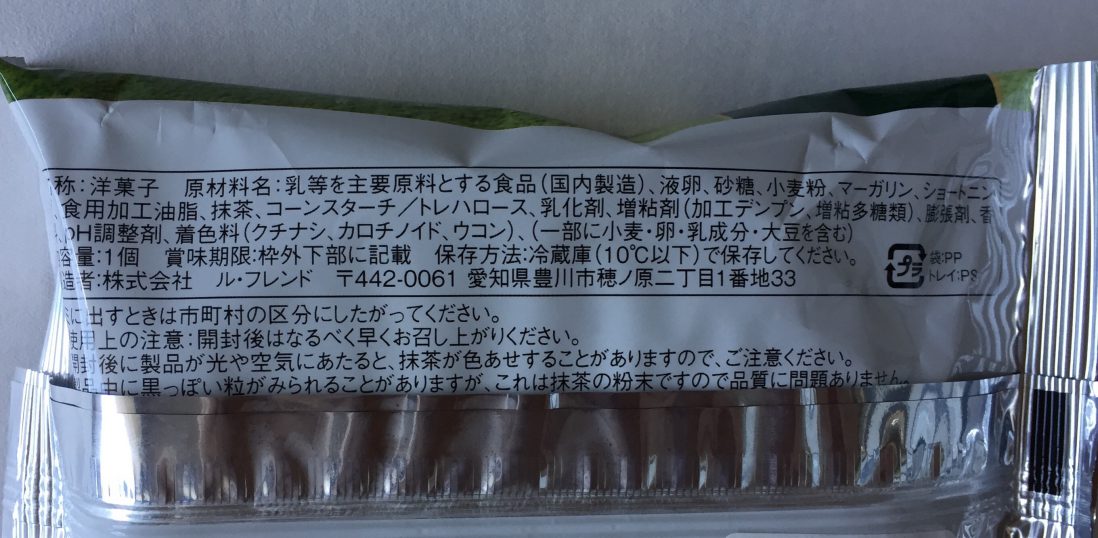 称:洋菓子 原材料名:乳等を主要原料とする食品(国内製造)、液卵、砂糖、小麦粉、マーガリン、ショートニン
、食用加工油脂、抹茶、コーンスターチ/トレハロース、乳化剤、増粘剤(加工デンプン、増粘多糖類)、膨張剤、香
、pH調整剤、着色料(クチナシ、カロチノイド、ウコン)、(一部に小麦・卵・乳成分・大豆を含む)
容量:1個 賞味期限:枠外下部に記載 保存方法:冷蔵庫(10℃以下)で保存してください。
造者:株式会社 ル・フレンド 〒442-0061 愛知県豊川市穂ノ原二丁目1番地33
プラ
袋:PP
トレイ:PS
に出すときは市町村の区分にしたがってください。
使用上の注意:開封後はなるべく早くお召し上がりください。
開封後に製品が光や空気にあたると、抹茶が色あせすることがありますので、ご注意ください。
製品中に黒っぽい粒がみられることがありますが、これは抹茶の粉末ですので品質に問題ありません。